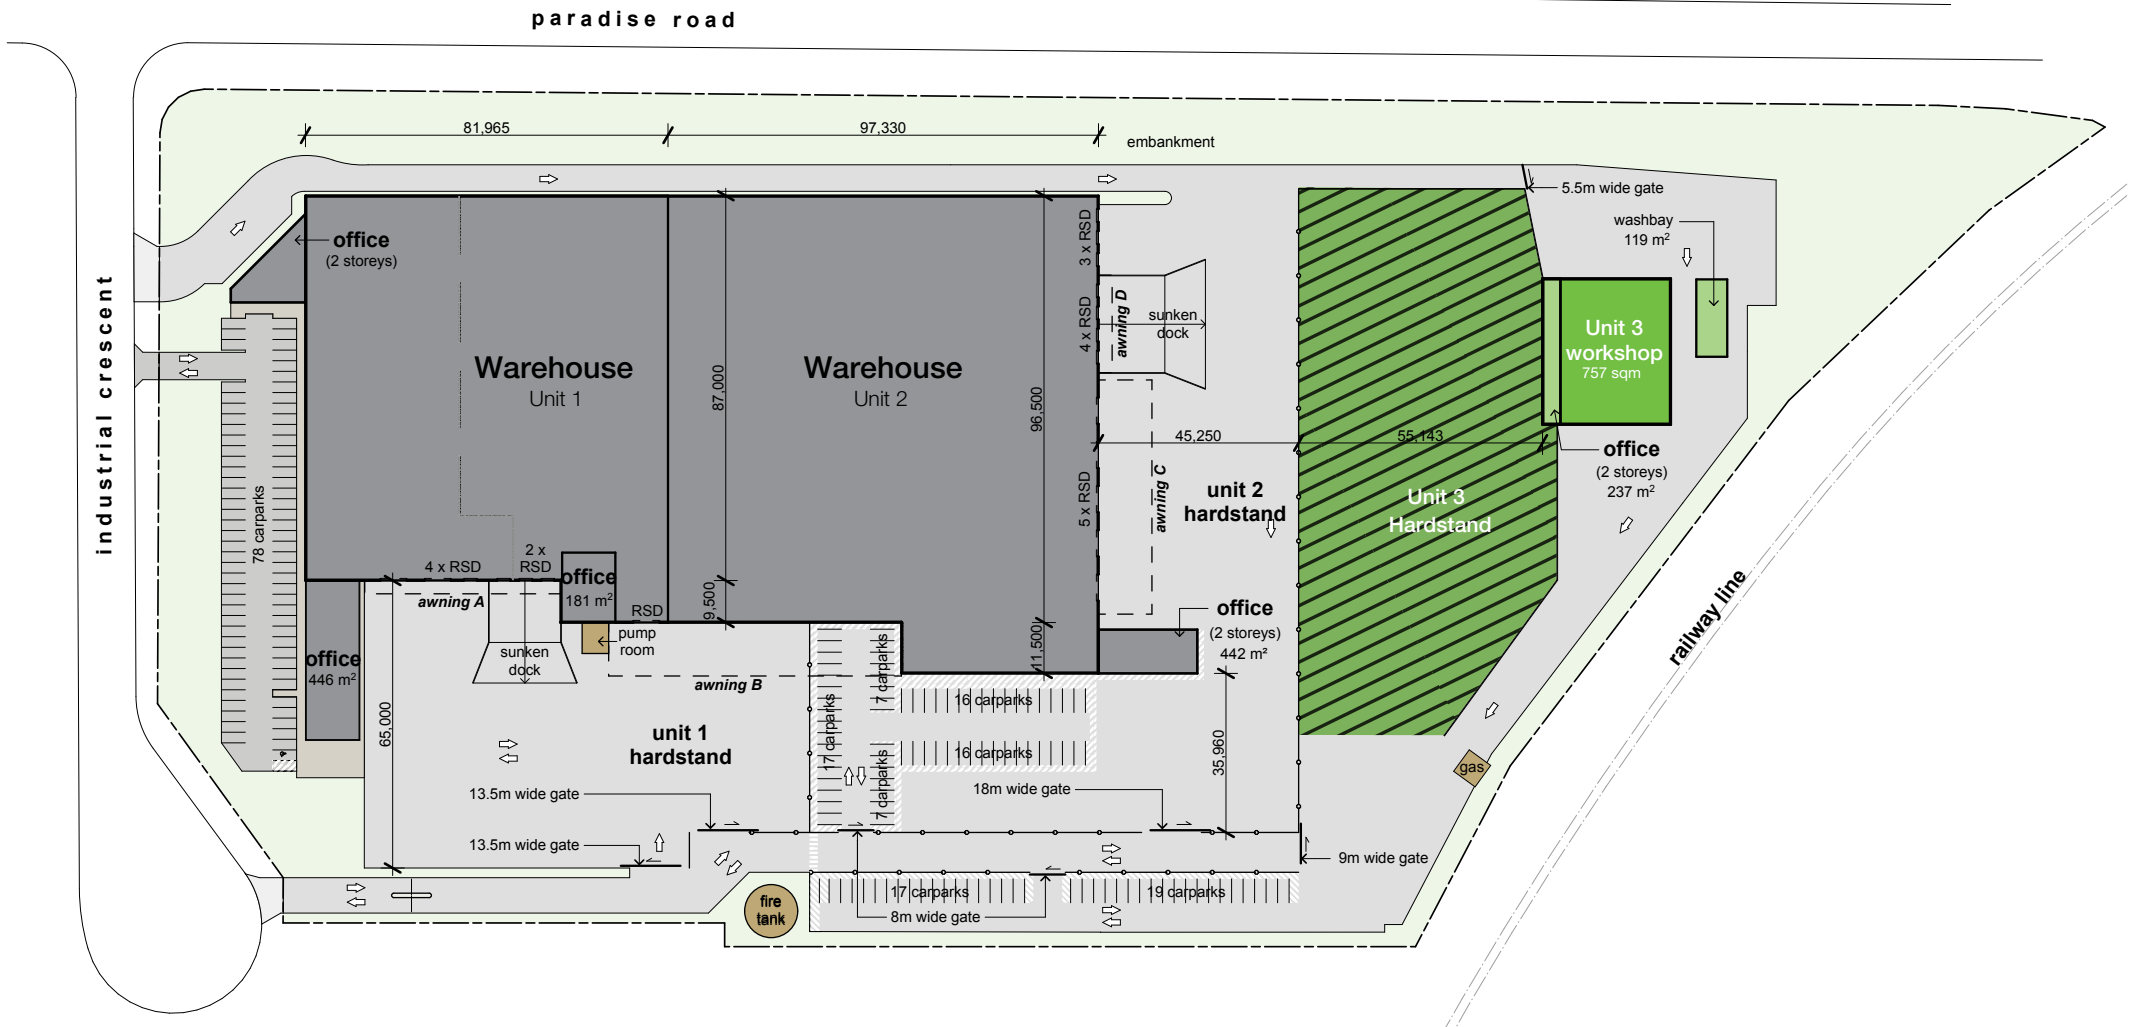 paradise road
industrial crescent
81,965
97,330
embankment
5.5m wide gate
washbay
119 m²
office
(2 storeys)
3 x RSD
4 x RSD
5 x RSD
awning D
sunken
dock
awning C
Warehouse
Unit 1
Warehouse
Unit 2
87,000
96,500
9,500
11,500
45,250
55,143
Unit 3
workshop
757 sqm
office
(2 storeys)
237 m²
unit 2
hardstand
Unit 3
Hardstand
78 carparks
4 x RSD
2 x
RSD
awning A
office
181 m²
RSD
pump
room
sunken
dock
awning B
office
446 m²
65,000
unit 1
hardstand
office
(2 storeys)
442 m²
17 carparks
7 carparks
7 carparks
16 carparks
16 carparks
35,960
railway line
gas
13.5m wide gate
18m wide gate
13.5m wide gate
9m wide gate
fire
tank
17 carparks
19 carparks
8m wide gate